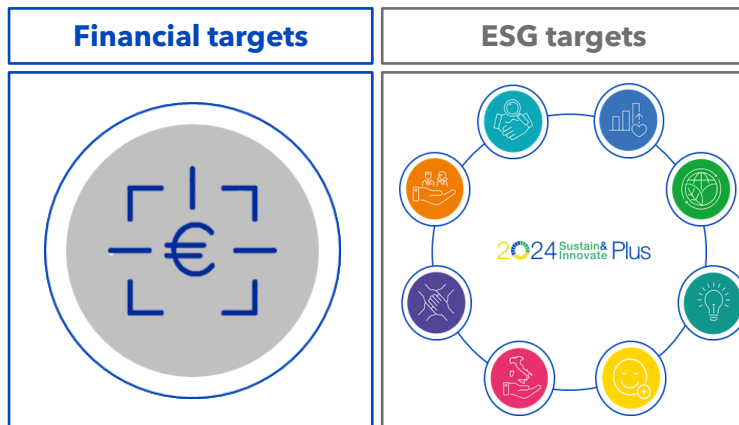 Financial targets
ESG targets
€
2024 Sustain& Innovate Plus